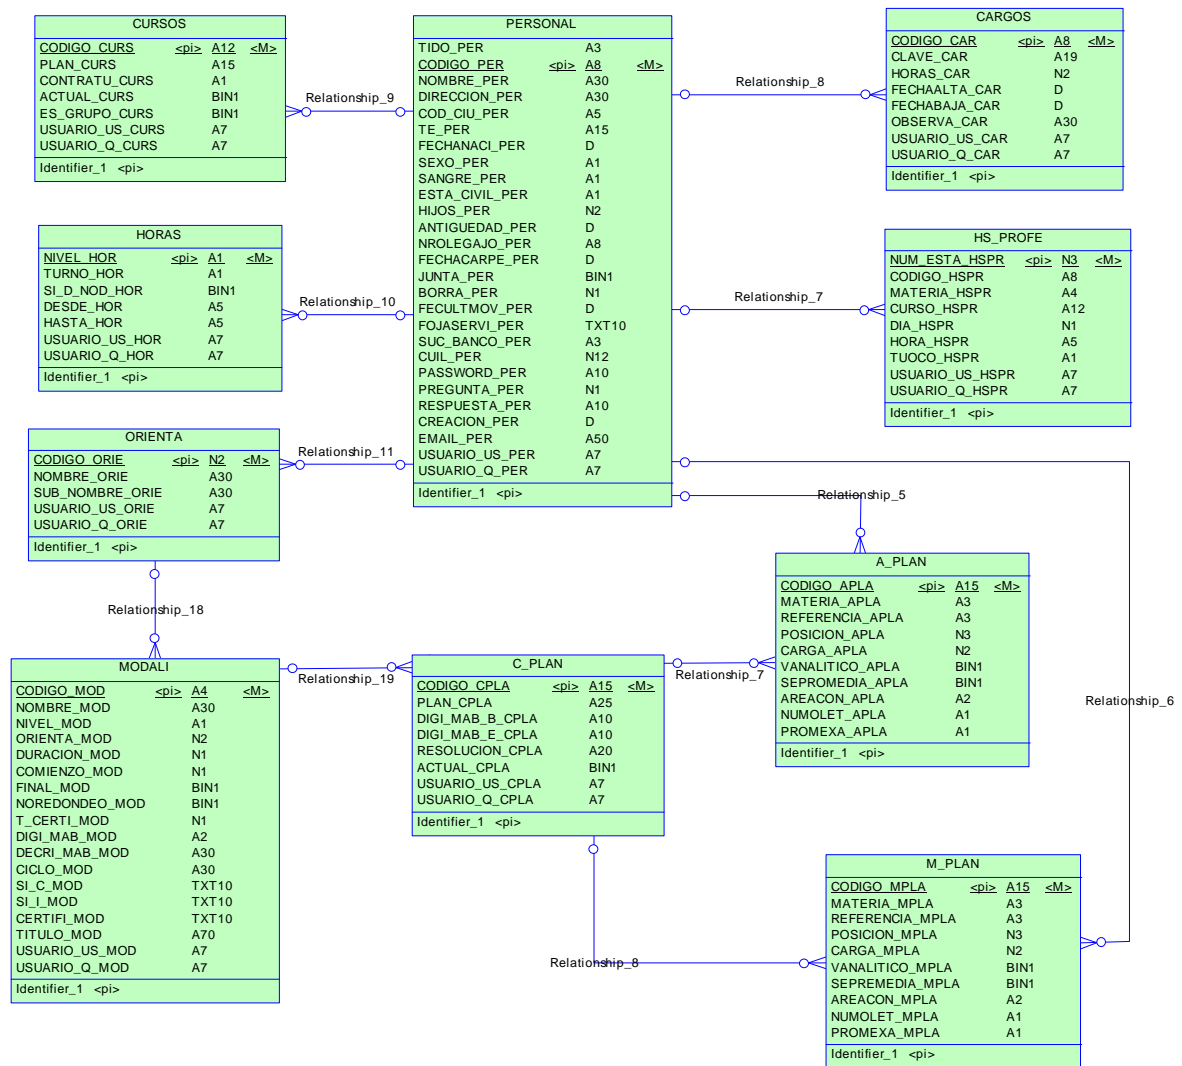 CURSOS
CODIGO_CURS <pi> A12 <M>
PLAN_CURS A15
CONTRATU_CURS A1
ACTUAL_CURS BIN1
ES_GRUPO_CURS BIN1
USUARIO_US_CURS A7
USUARIO_Q_CURS A7
Identifier_1 <pi>
PERSONAL
TIDO_PER A3
CODIGO_PER <pi> A8 <M>
NOMBRE_PER A30
DIRECCION_PER A30
COD_CIU_PER A5
TE_PER A15
FECHANACI_PER D
SEXO_PER A1
SANGRE_PER A1
ESTA_CIVIL_PER A1
HIJOS_PER N2
ANTIGUEDAD_PER D
NROLEGAJO_PER A8
FECHACARPE_PER D
JUNTA_PER BIN1
BORRA_PER N1
FECULTMOV_PER D
FOJASERVI_PER TXT10
SUC_BANCO_PER A3
CUIL_PER N12
PASSWORD_PER A10
PREGUNTA_PER N1
RESPUESTA_PER A10
CREACION_PER D
EMAIL_PER A50
USUARIO_US_PER A7
USUARIO_Q_PER A7
Identifier_1 <pi>
CARGOS
CODIGO_CAR <pi> A8 <M>
CLAVE_CAR A19
HORAS_CAR N2
FECHAALTA_CAR D
FECHABAJA_CAR D
OBSERVA_CAR A30
USUARIO_US_CAR A7
USUARIO_Q_CAR A7
Identifier_1 <pi>
Relationship_9
Relationship_8
HORAS
NIVEL_HOR <pi> A1 <M>
TURNO_HOR A1
SI_D_NOD_HOR BIN1
DESDE_HOR A5
HASTA_HOR A5
USUARIO_US_HOR A7
USUARIO_Q_HOR A7
Identifier_1 <pi>
Relationship_10
Relationship_7
HS_PROFE
NUM_ESTA_HSPR <pi> N3 <M>
CODIGO_HSPR A8
MATERIA_HSPR A4
CURSO_HSPR A12
DIA_HSPR N1
HORA_HSPR A5
TUOCO_HSPR A1
USUARIO_US_HSPR A7
USUARIO_Q_HSPR A7
Identifier_1 <pi>
ORIENTA
CODIGO_ORIE <pi> N2 <M>
NOMBRE_ORIE A30
SUB_NOMBRE_ORIE A30
USUARIO_US_ORIE A7
USUARIO_Q_ORIE A7
Identifier_1 <pi>
Relationship_11
Relationship_5
A_PLAN
CODIGO_APLA <pi> A15 <M>
MATERIA_APLA A3
REFERENCIA_APLA A3
POSICION_APLA N3
CARGA_APLA N2
VANALITICO_APLA BIN1
SEPROMEDIA_APLA BIN1
AREACON_APLA A2
NUMOLET_APLA A1
PROMEXA_APLA A1
Identifier_1 <pi>
Relationship_18
MODALI
CODIGO_MOD <pi> A4 <M>
NOMBRE_MOD A30
NIVEL_MOD A1
ORIENTA_MOD N2
DURACION_MOD N1
COMIENZO_MOD N1
FINAL_MOD BIN1
NOREDONDEO_MOD BIN1
T_CERTI_MOD N1
DIGI_MAB_MOD A2
DECRI_MAB_MOD A30
CICLO_MOD A30
SI_C_MOD TXT10
SI_I_MOD TXT10
CERTIFI_MOD TXT10
TITULO_MOD A70
USUARIO_US_MOD A7
USUARIO_Q_MOD A7
Identifier_1 <pi>
Relationship_19
C_PLAN
CODIGO_CPLA <pi> A15 <M>
PLAN_CPLA A25
DIGI_MAB_B_CPLA A10
DIGI_MAB_E_CPLA A10
RESOLUCION_CPLA A20
ACTUAL_CPLA BIN1
USUARIO_US_CPLA A7
USUARIO_Q_CPLA A7
Identifier_1 <pi>
Relationship_7
Relationship_6
Relationship_8
M_PLAN
CODIGO_MPLA <pi> A15 <M>
MATERIA_MPLA A3
REFERENCIA_MPLA A3
POSICION_MPLA N3
CARGA_MPLA N2
VANALITICO_MPLA BIN1
SEPREMEDIA_MPLA BIN1
AREACON_MPLA A2
NUMOLET_MPLA A1
PROMEXA_MPLA A1
Identifier_1 <pi>